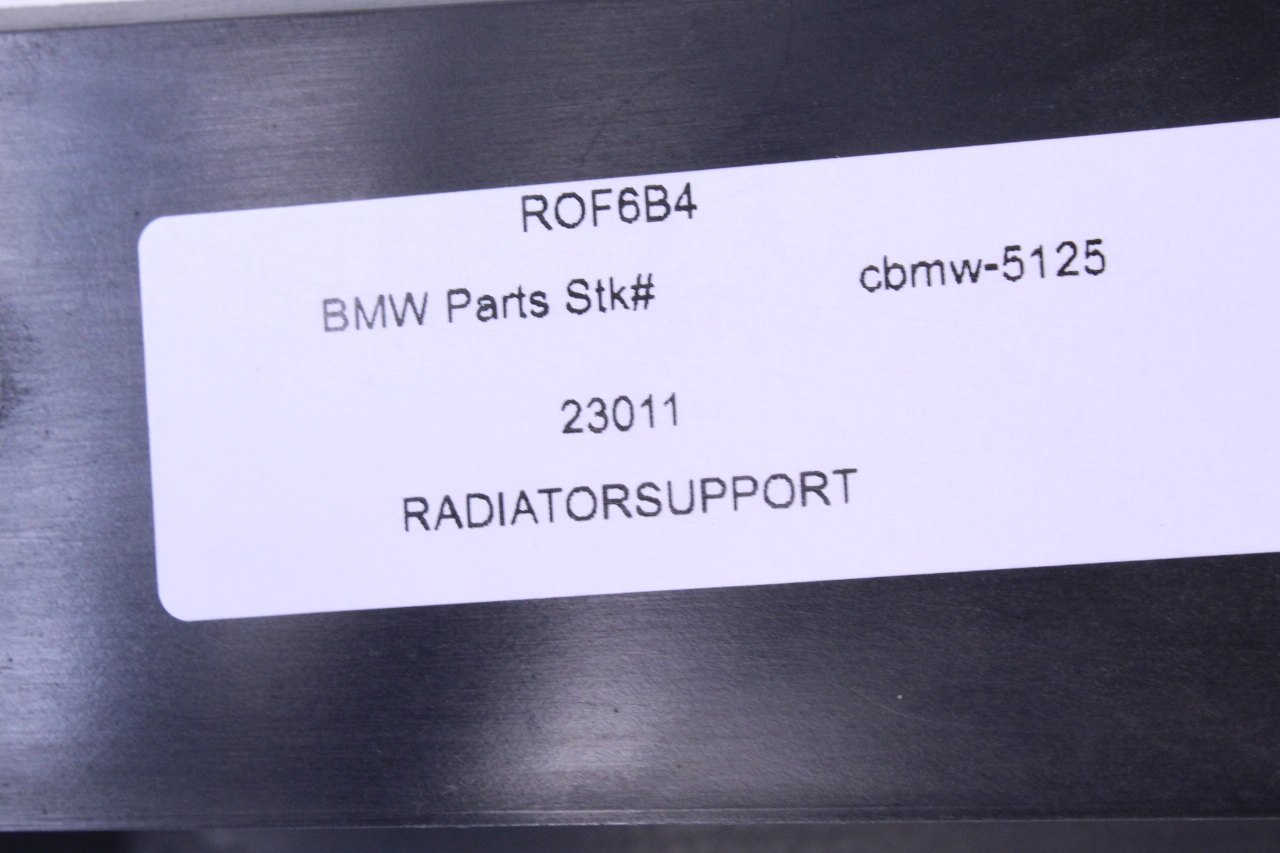 ROF6B4
BMW Parts Stk# cbmw-5125
23011
RADIATORSUPPORT